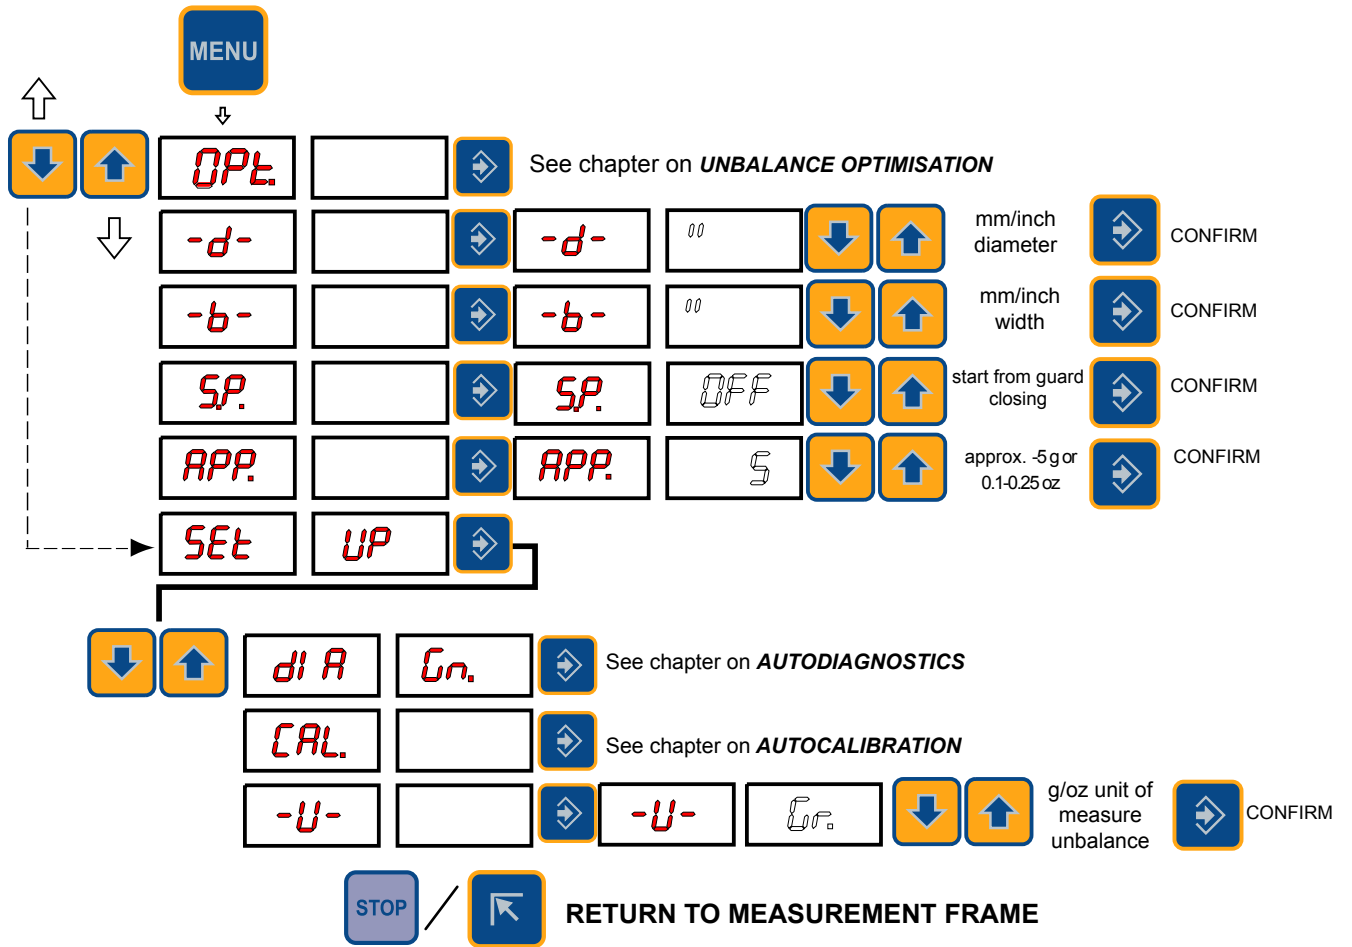 MENU
OPt. See chapter on UNBALANCE OPTIMISATION
-d- -d- " mm/inch diameter CONFIRM
-b- -b- " mm/inch width CONFIRM
S.P. S.P. OFF start from guard closing CONFIRM
APP. APP. 5 approx. -5 g or 0.1-0.25 oz CONFIRM
SEt UP
dI A Gn. See chapter on AUTODIAGNOSTICS
CAL. See chapter on AUTOCALIBRATION
-U- -U- Gr. g/oz unit of measure unbalance CONFIRM
STOP / RETURN TO MEASUREMENT FRAME